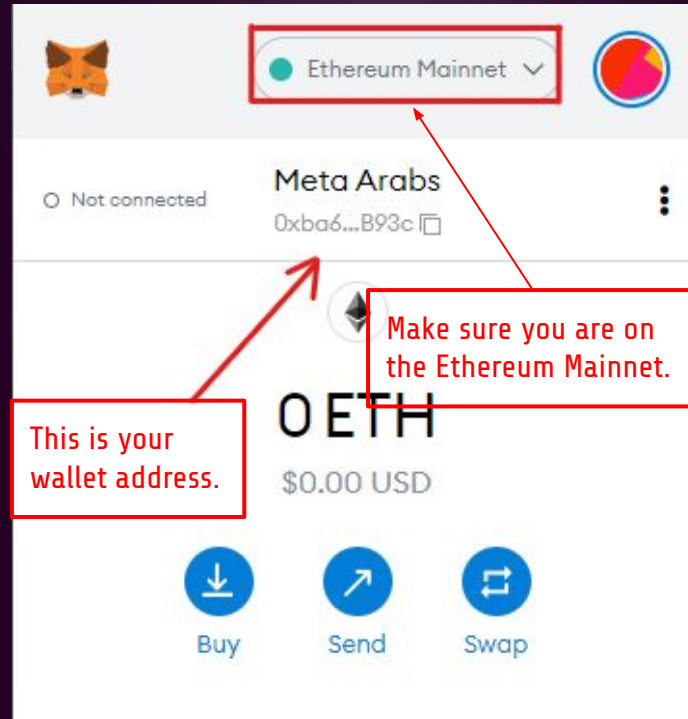 Ethereum Mainnet
Not connected
Meta Arabs
0xba6...B93c
Make sure you are on
the Ethereum Mainnet.
0 ETH
This is your
wallet address.
$0.00 USD
Buy
Send
Swap